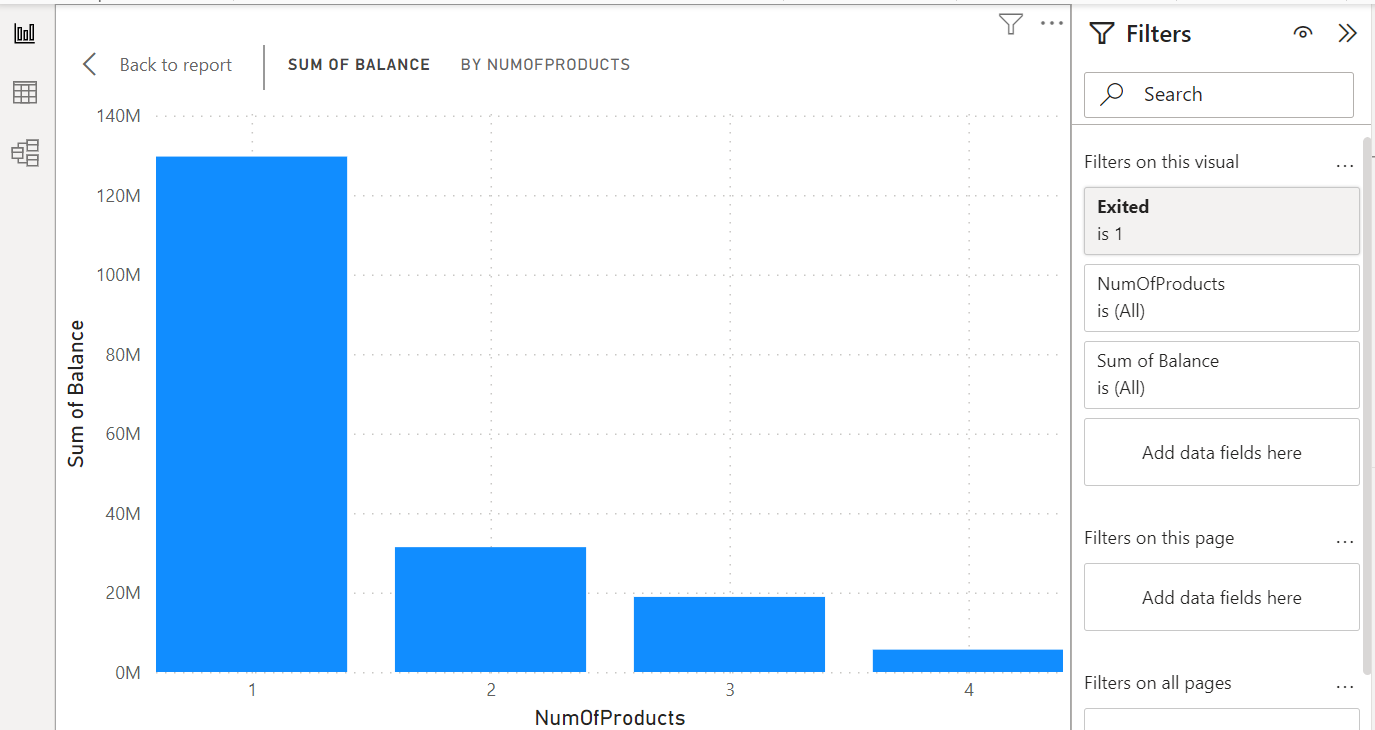 Back to report
SUM OF BALANCE BY NUMOFPRODUCTS
140M
120M
100M
80M
60M
40M
20M
0M
Sum of Balance
1 2 3 4
NumOfProducts
Filters
Search
Filters on this visual ...
Exited
is 1
NumOfProducts
is (All)
Sum of Balance
is (All)
Add data fields here
Filters on this page ...
Add data fields here
Filters on all pages ...